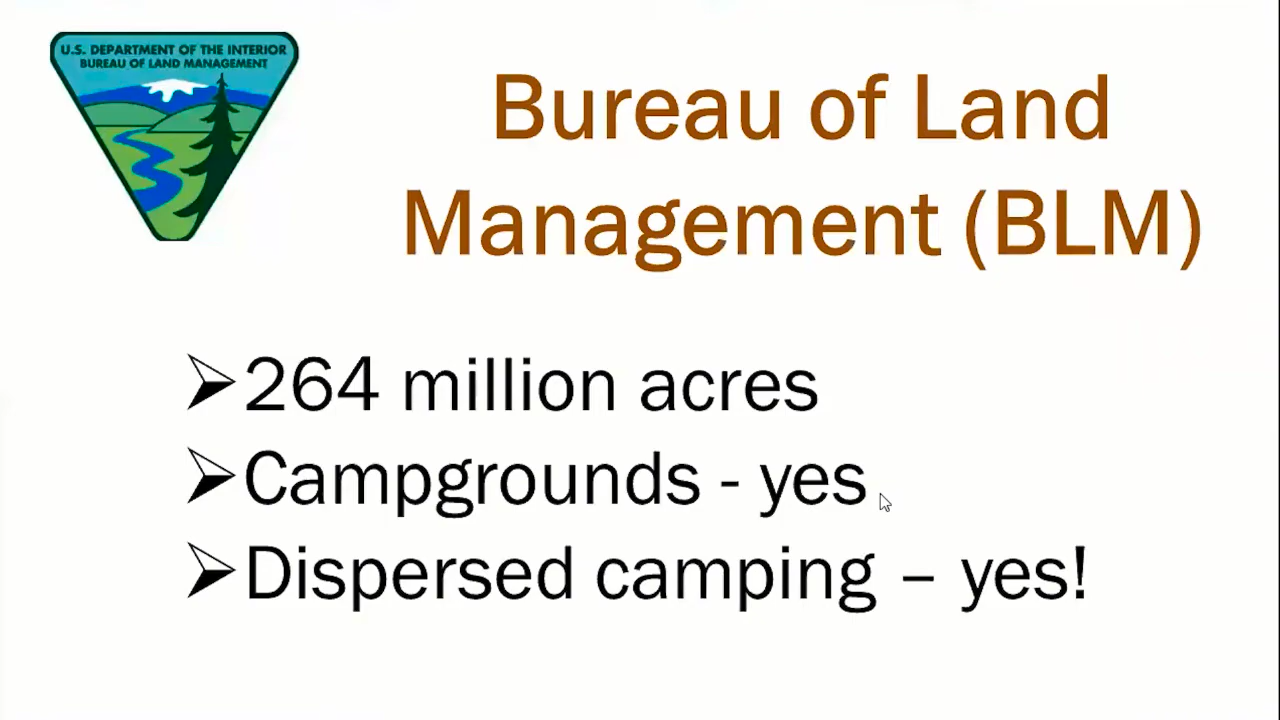 U.S. DEPARTMENT OF THE INTERIOR
BUREAU OF LAND MANAGEMENT
Bureau of Land
Management (BLM)
264 million acres
Campgrounds - yes
Dispersed camping – yes!